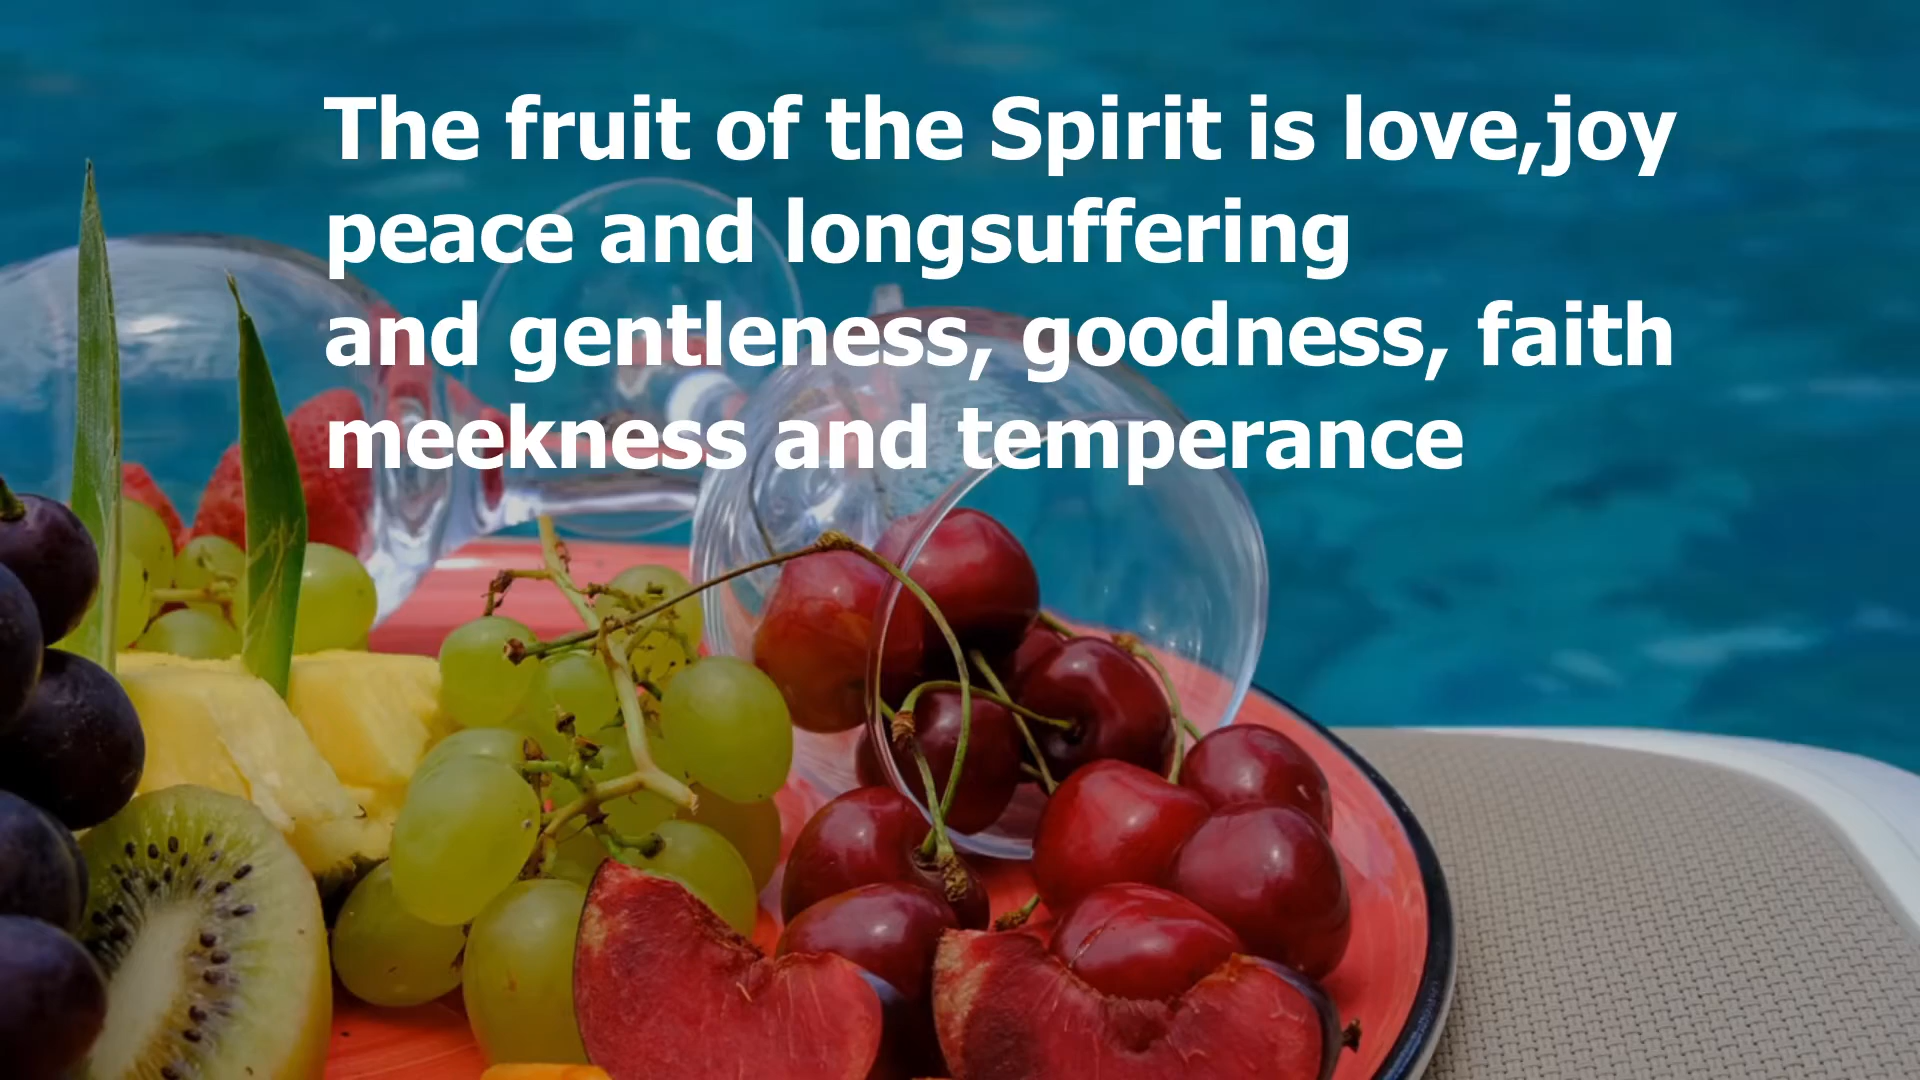 The fruit of the Spirit is love,joy
peace and longsuffering
and gentleness, goodness, faith
meekness and temperance